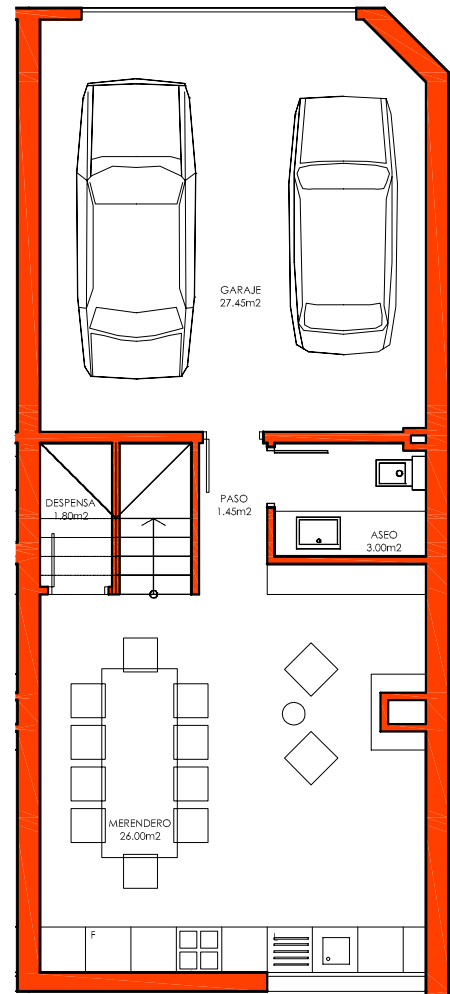 GARAJE
27.45m2
DESPENSA
1.80m2
PASO
1.45m2
ASEO
3.00m2
MERENDERO
26.00m2
F
L